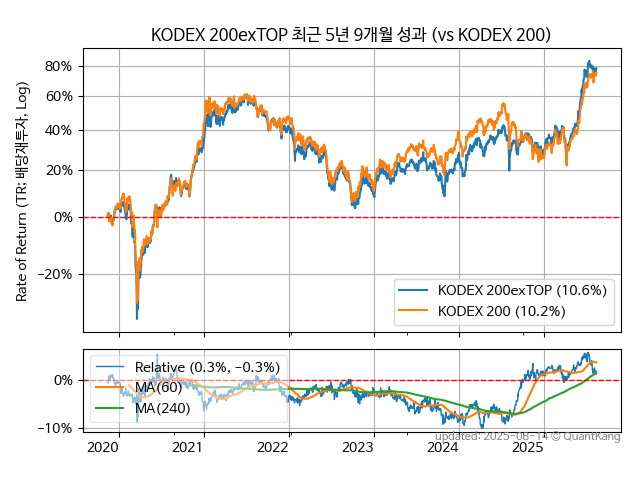 KODEX 200exTOP 최근 5년 9개월 성과 (vs KODEX 200)
Rate of Return (TR: 배당재투자, Log)
80%
60%
40%
20%
0%
−20%
KODEX 200exTOP (10.6%)
KODEX 200 (10.2%)
0%
−10%
Relative (0.3%, −0.3%)
MA(60)
MA(240)
2020
2021
2022
2023
2024
2025
updated: 2025-08-14 © QuantKang